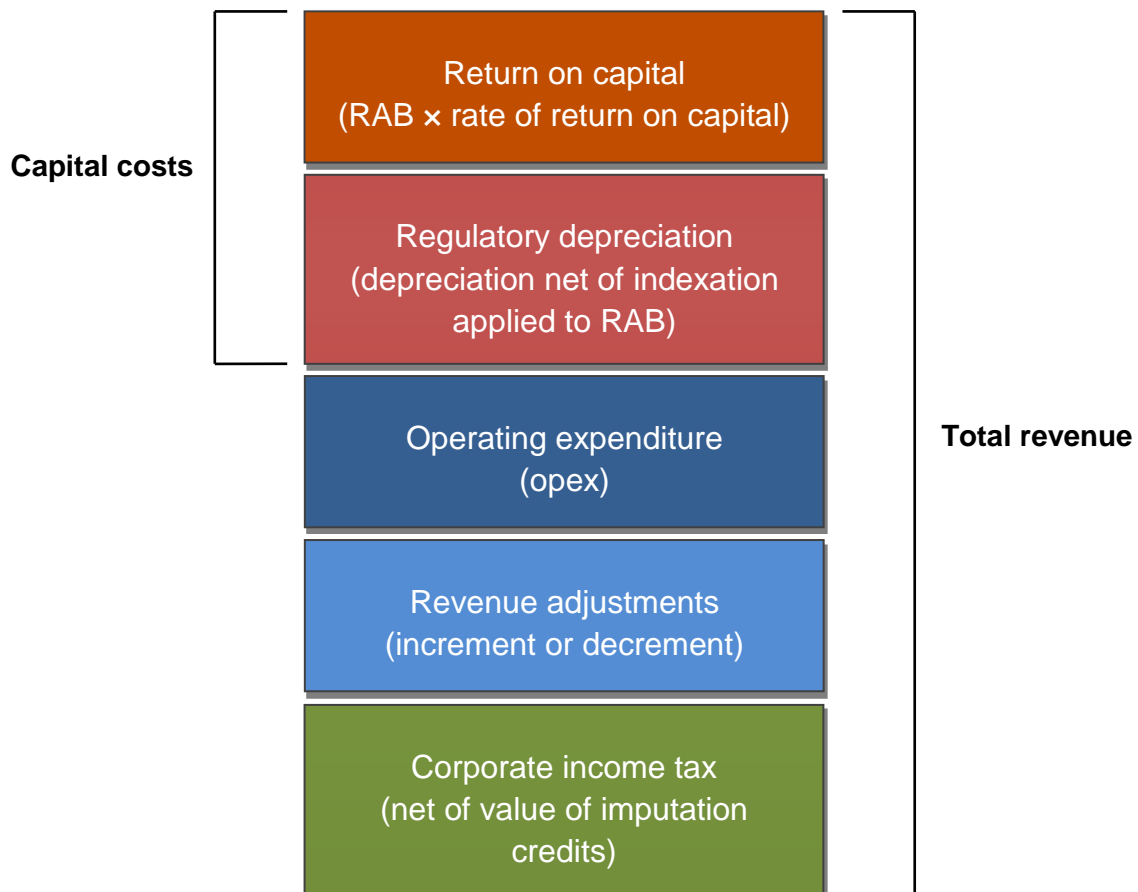 Return on capital
(RAB × rate of return on capital)
Capital costs
Regulatory depreciation
(depreciation net of indexation
applied to RAB)
Operating expenditure
(opex)
Total revenue
Revenue adjustments
(increment or decrement)
Corporate income tax
(net of value of imputation
credits)